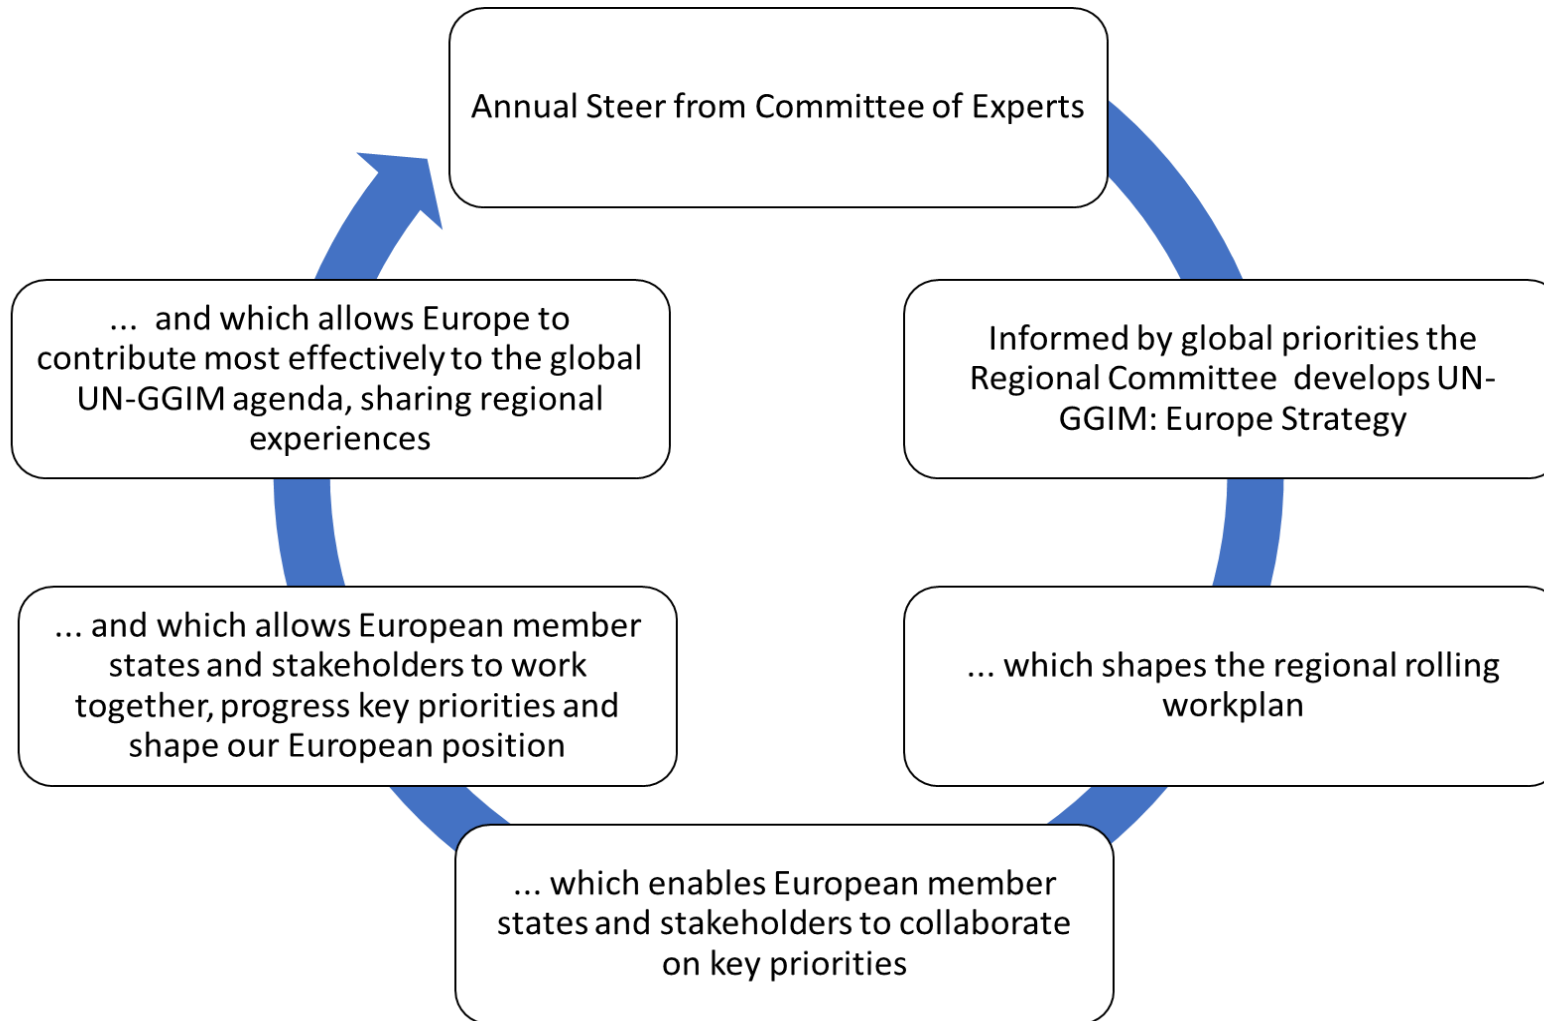 Annual Steer from Committee of Experts
Informed by global priorities the
Regional Committee develops UN-
GGIM: Europe Strategy
... which shapes the regional rolling
workplan
... which enables European member
states and stakeholders to collaborate
on key priorities
... and which allows European member
states and stakeholders to work
together, progress key priorities and
shape our European position
... and which allows Europe to
contribute most effectively to the global
UN-GGIM agenda, sharing regional
experiences